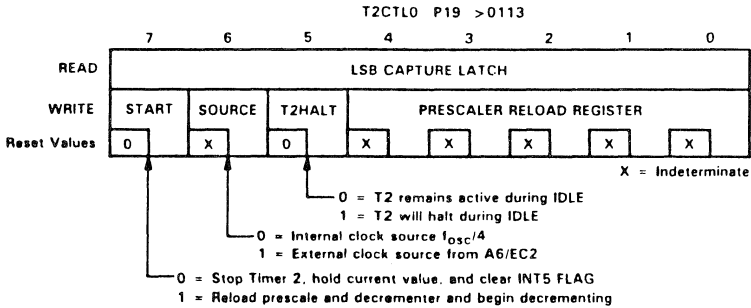 T2CTL0 P19 >0113
7 6 5 4 3 2 1 0
READ LSB CAPTURE LATCH
WRITE START SOURCE T2HALT PRESCALER RELOAD REGISTER
Reset Values 0 X 0 X X X X X
X = Indeterminate
0 = T2 remains active during IDLE
1 = T2 will halt during IDLE
0 = Internal clock source fosc/4
1 = External clock source from A6/EC2
0 = Stop Timer 2, hold current value, and clear INT5 FLAG
1 = Reload prescale and decrementer and begin decrementing